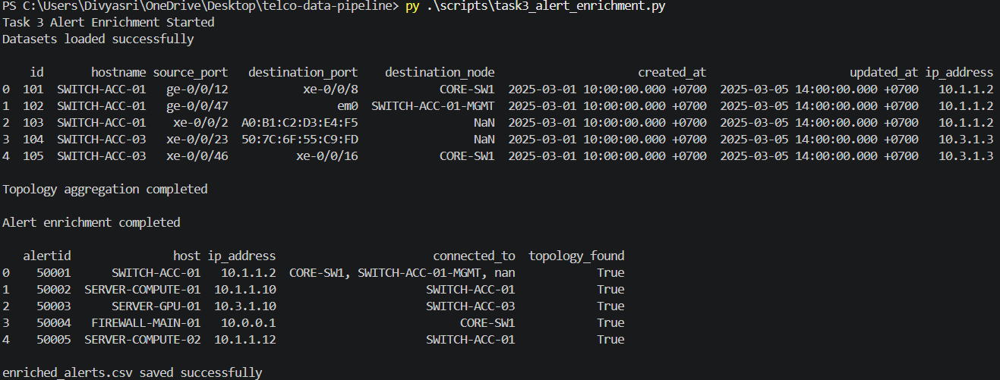 PS C:\Users\Divyasri\OneDrive\Desktop\telco-data-pipeline> py .\scripts\task3_alert_enrichment.py
Task 3 Alert Enrichment Started
Datasets loaded successfully
id hostname source_port destination_port destination_node created_at updated_at ip_address
0 101 SWITCH-ACC-01 ge-0/0/12 xe-0/0/8 CORE-SW1 2025-03-01 10:00:00.000 +0700 2025-03-05 14:00:00.000 +0700 10.1.1.2
1 102 SWITCH-ACC-01 ge-0/0/47 em0 SWITCH-ACC-01-MGMT 2025-03-01 10:00:00.000 +0700 2025-03-05 14:00:00.000 +0700 10.1.1.2
2 103 SWITCH-ACC-01 xe-0/0/2 A0:B1:C2:D3:E4:F5 NaN 2025-03-01 10:00:00.000 +0700 2025-03-05 14:00:00.000 +0700 10.1.1.2
3 104 SWITCH-ACC-03 xe-0/0/23 50:7C:6F:55:C9:FD NaN 2025-03-01 10:00:00.000 +0700 2025-03-05 14:00:00.000 +0700 10.3.1.3
4 105 SWITCH-ACC-03 xe-0/0/46 xe-0/0/16 CORE-SW1 2025-03-01 10:00:00.000 +0700 2025-03-05 14:00:00.000 +0700 10.3.1.3
Topology aggregation completed
Alert enrichment completed
alertid host ip_address connected_to topology_found
0 50001 SWITCH-ACC-01 10.1.1.2 CORE-SW1, SWITCH-ACC-01-MGMT, nan True
1 50002 SERVER-COMPUTE-01 10.1.1.10 SWITCH-ACC-01 True
2 50003 SERVER-GPU-01 10.3.1.10 SWITCH-ACC-03 True
3 50004 FIREWALL-MAIN-01 10.0.0.1 CORE-SW1 True
4 50005 SERVER-COMPUTE-02 10.1.1.12 SWITCH-ACC-01 True
enriched_alerts.csv saved successfully